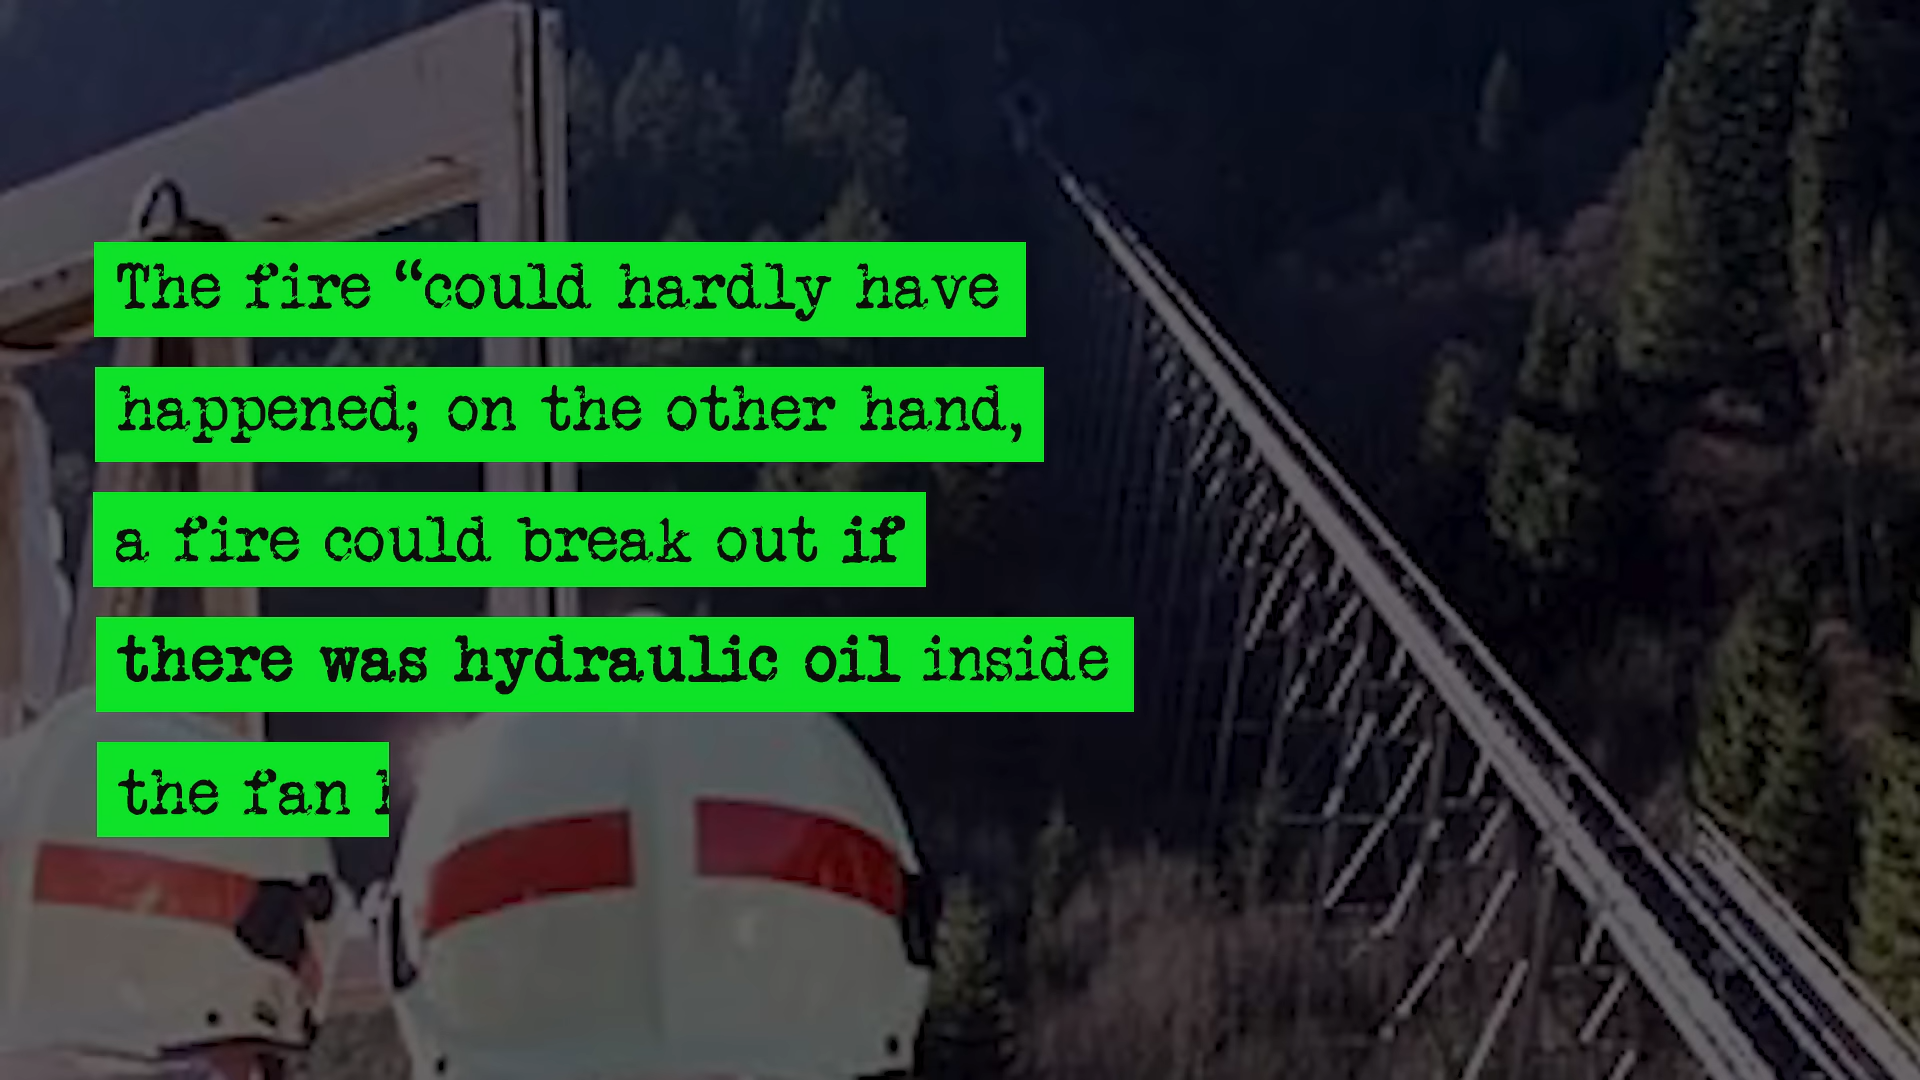 The fire “could hardly have
happened; on the other hand,
a fire could break out if
there was hydraulic oil inside
the fan